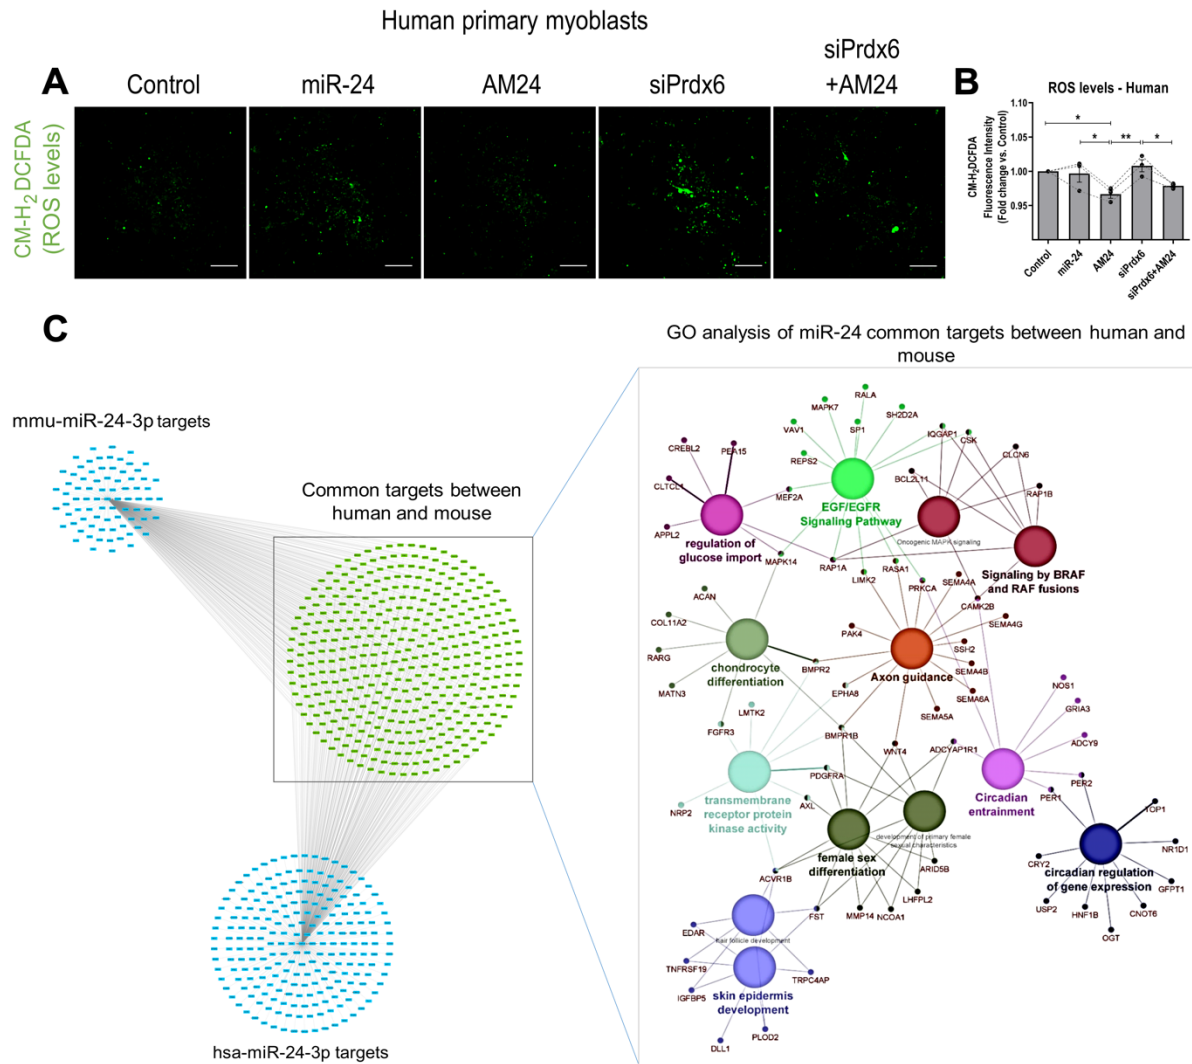 Human primary myoblasts
A
Control
miR-24
AM24
siPrdx6
siPrdx6
+AM24
CM-H2DCFDA
(ROS levels)
B
ROS levels - Human
CM-H2DCFDA
Fluorescence Intensity
(Fold change vs. Control)
1.10
1.05
1.00
0.95
*
*
**
*
Control
miR-24
AM24
siPrdx6
siPrdx6+AM24
C
mmu-miR-24-3p targets
Common targets between
human and mouse
hsa-miR-24-3p targets
GO analysis of miR-24 common targets between human and
mouse
RALA
MAPK7
SH2D2A
VAV1
SP1
IQGAP1
CSK
CREBL2
PEA15
REPS2
CLCN6
BCL2L11
CLTCL1
MEF2A
RAP1B
EGF/EGFR
Signaling Pathway
APPL2
regulation of
glucose import
Oncogenic MAPK signaling
Signaling by BRAF
and RAF fusions
MAPK14
RAP1A
RASA1
LIMK2
PRKCA
SEMA4A
CAMK2B
ACAN
SEMA4G
COL11A2
PAK4
SSH2
RARG
chondrocyte
differentiation
BMPR2
Axon guidance
SEMA4B
MATN3
EPHA8
SEMA6A
NOS1
LMTK2
SEMA5A
GRIA3
FGFR3
BMPR1B
WNT4
ADCYAP1R1
ADCY9
PDGFRA
PER2
transmembrane
receptor protein
kinase activity
Circadian
entrainment
PER1
NRP2
AXL
TOP1
development of primary female
sexual characteristics
female sex
differentiation
NR1D1
ARID5B
CRY2
circadian regulation
of gene expression
ACVR1B
GFPT1
LHFPL2
USP2
FST
MMP14
NCOA1
HNF1B
CNOT6
EDAR
OGT
hair follicle development
TNFRSF19
TRPC4AP
IGFBP5
skin epidermis
development
PLOD2
DLL1